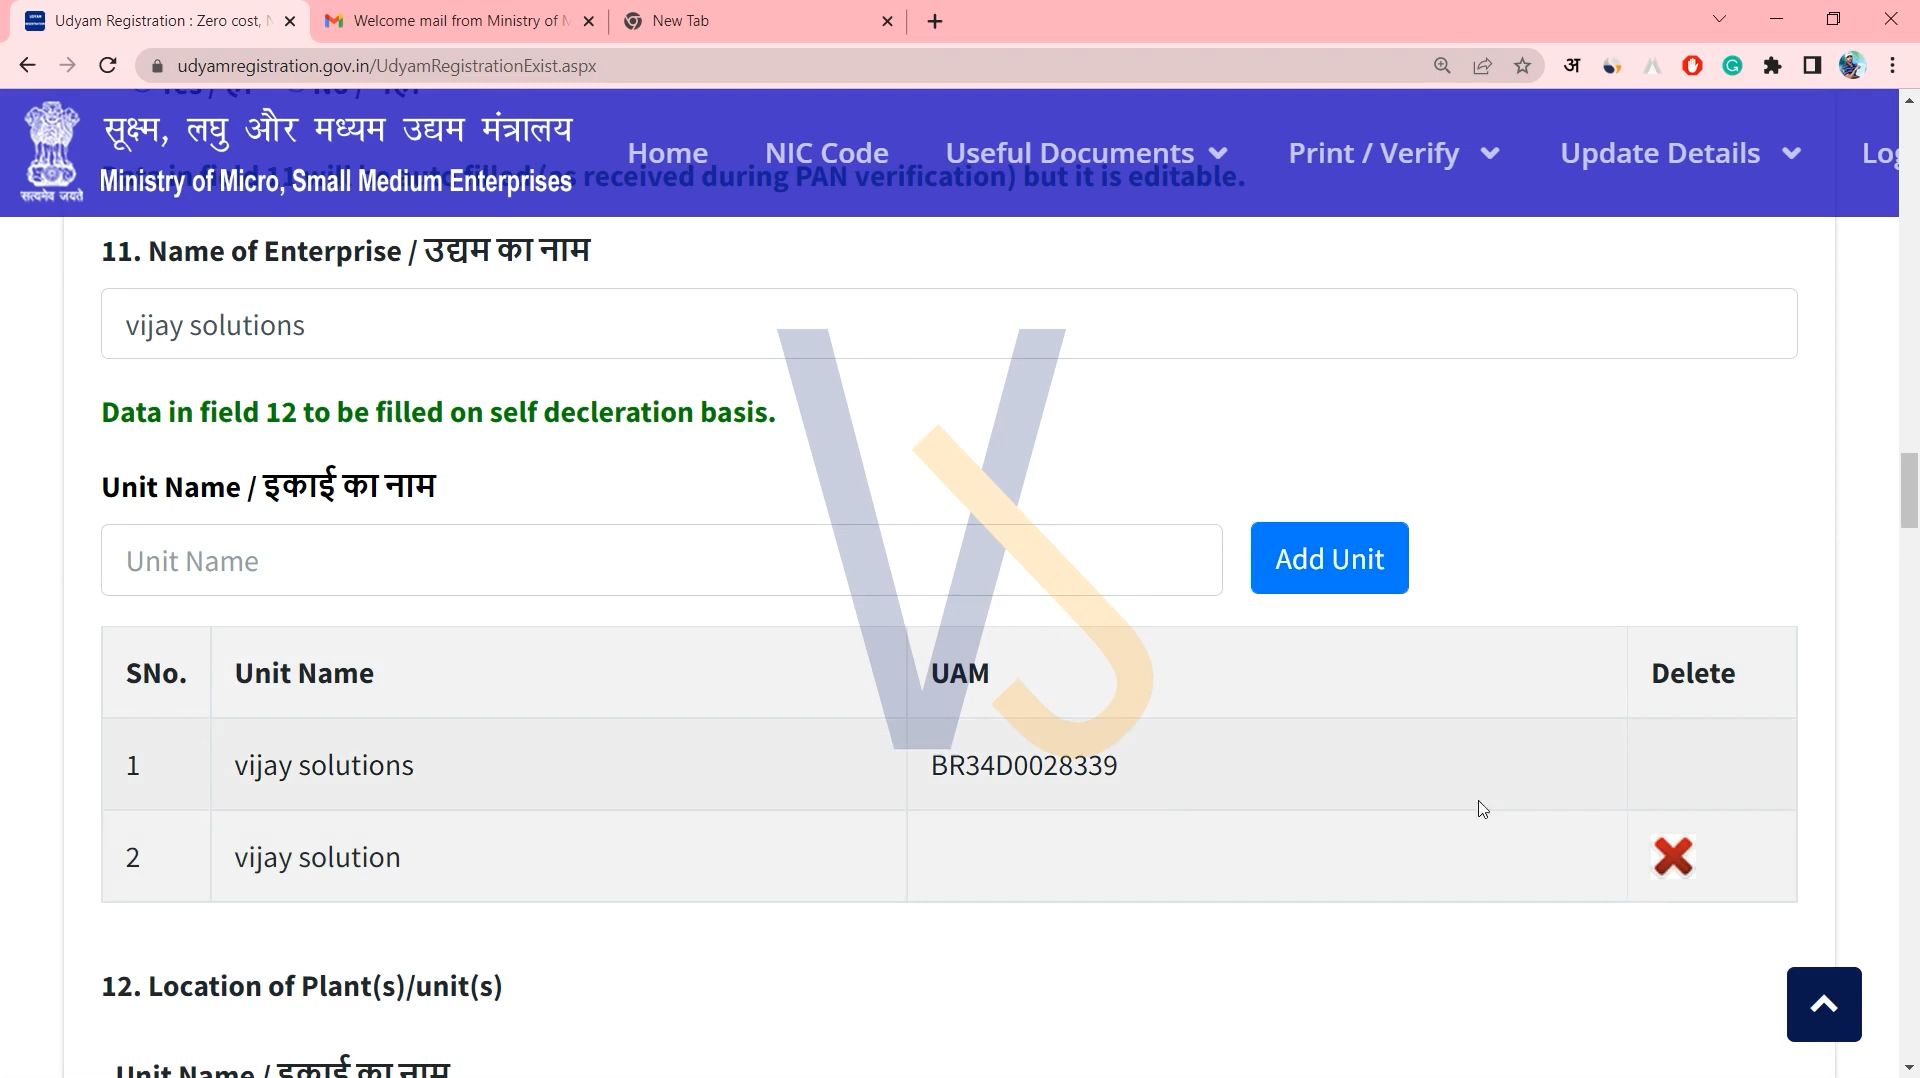 Udyam Registration : Zero cost,
Welcome mail from Ministry of
New Tab
udyamregistration.gov.in/UdyamRegistrationExist.aspx
अ
सूक्ष्म, लघु और मध्यम उद्यम मंत्रालय
Ministry of Micro, Small Medium Enterprises
सत्यमेव जयते
Home
NIC Code
Useful Documents
Print / Verify
Update Details
received during PAN verification) but it is editable.
11. Name of Enterprise / उद्यम का नाम
vijay solutions
Data in field 12 to be filled on self decleration basis.
Unit Name / इकाई का नाम
Unit Name
Add Unit
SNo. Unit Name UAM Delete
1 vijay solutions BR34D0028339
2 vijay solution
12. Location of Plant(s)/unit(s)
Unit Name / इकाई का नाम